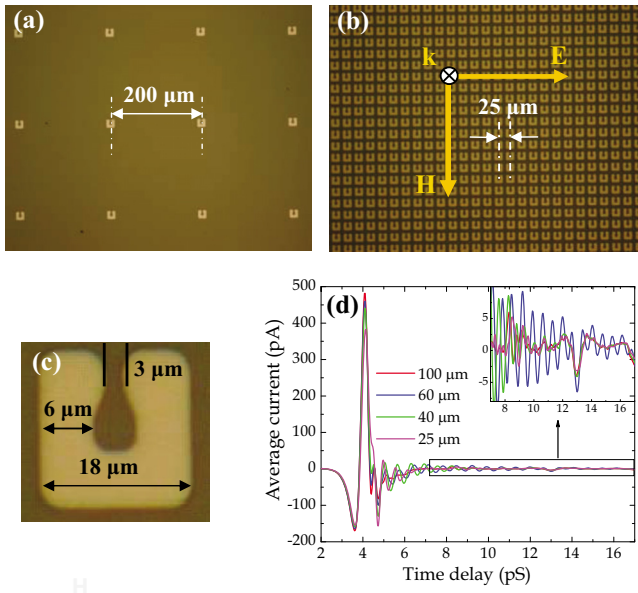 (a)
200 μm
(b)
k
E
25 μm
H
(c)
3 μm
6 μm
18 μm
(d)
500
400
300
200
100
0
-100
-200
Average current (pA)
2 4 6 8 10 12 14 16
Time delay (pS)
100 μm
60 μm
40 μm
25 μm
5
0
-5
8 10 12 14 16
H